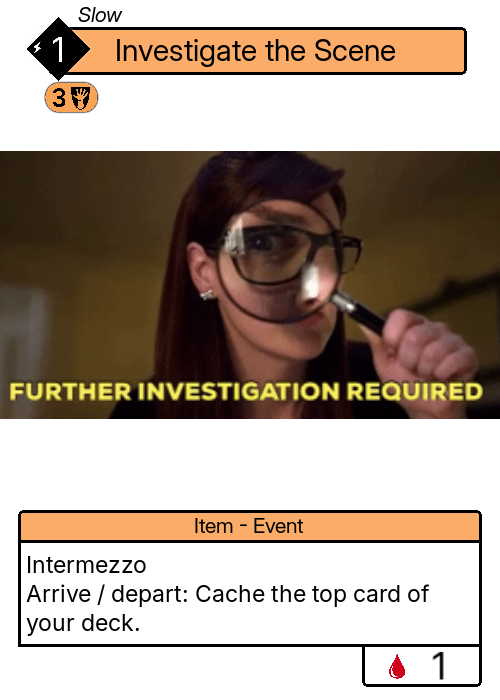 Slow
1
Investigate the Scene
3
FURTHER INVESTIGATION REQUIRED
Item - Event
Intermezzo
Arrive / depart: Cache the top card of
your deck.
1